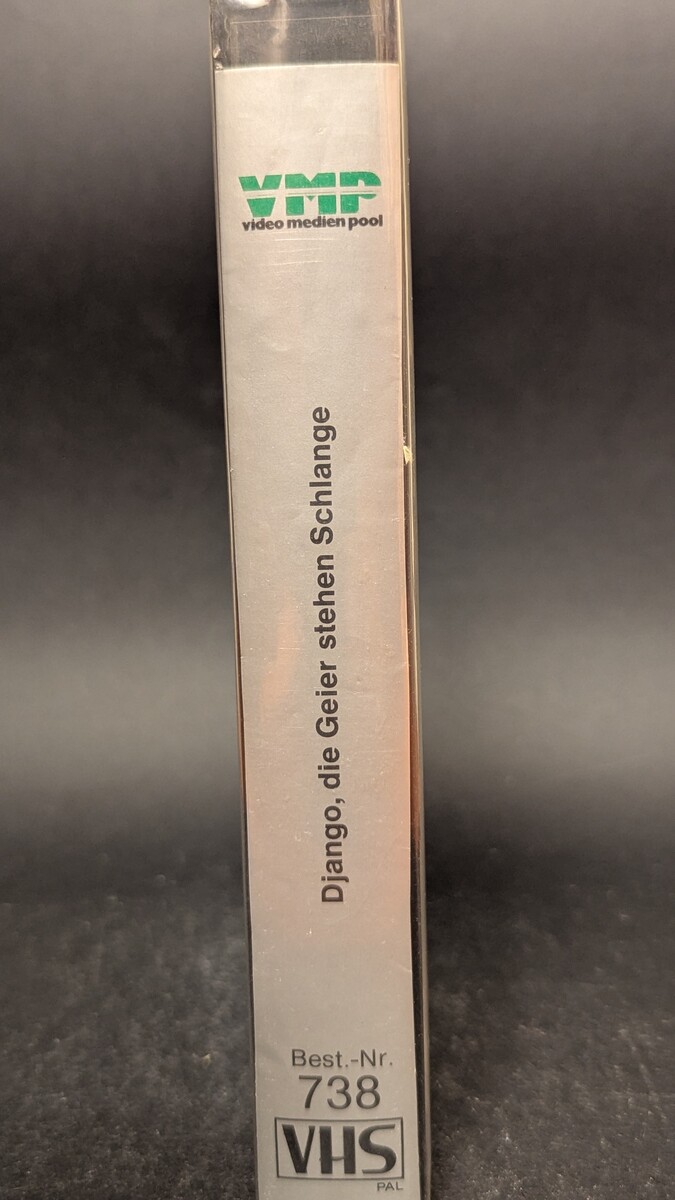 VMP
video medien pool
Django, die Geier stehen Schlange
Best.-Nr.
738
VHS
PAL